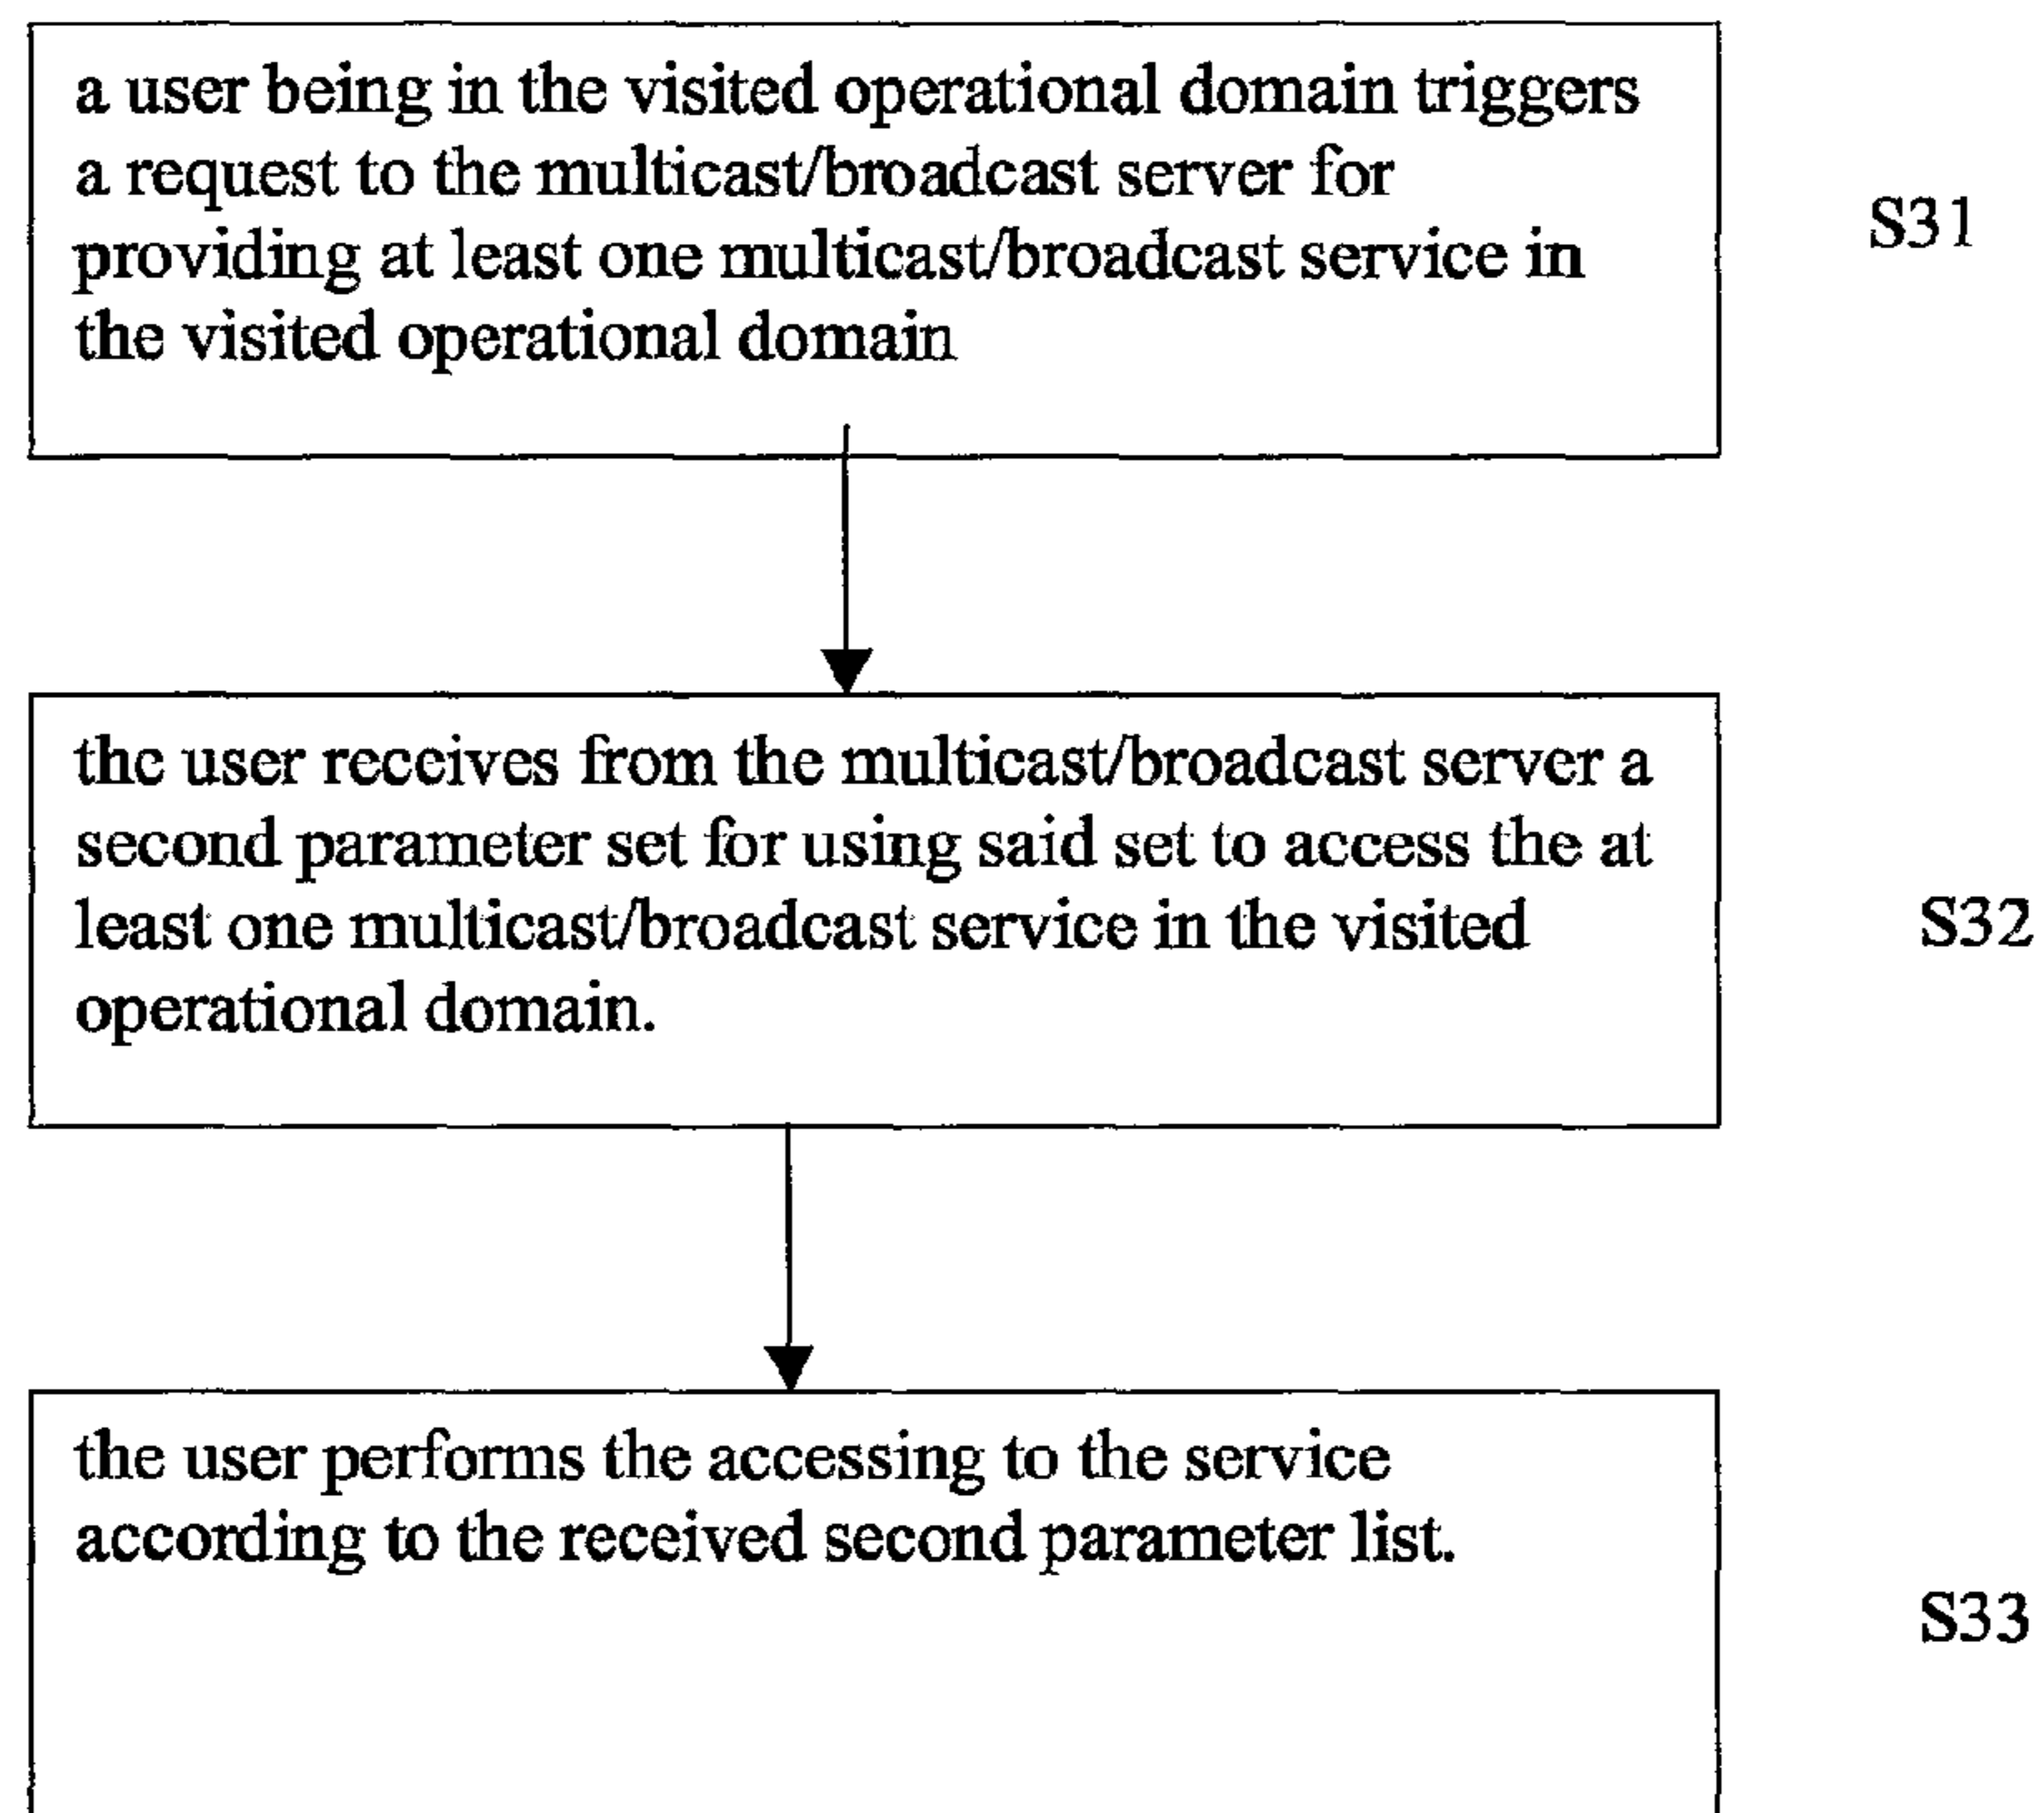 a user being in the visited operational domain triggers
a request to the multicast/broadcast server for
providing at least one multicast/broadcast service in
the visited operational domain
S31
the user receives from the multicast/broadcast server a
second parameter set for using said set to access the at
least one multicast/broadcast service in the visited
operational domain.
S32
the user performs the accessing to the service
according to the received second parameter list.
S33